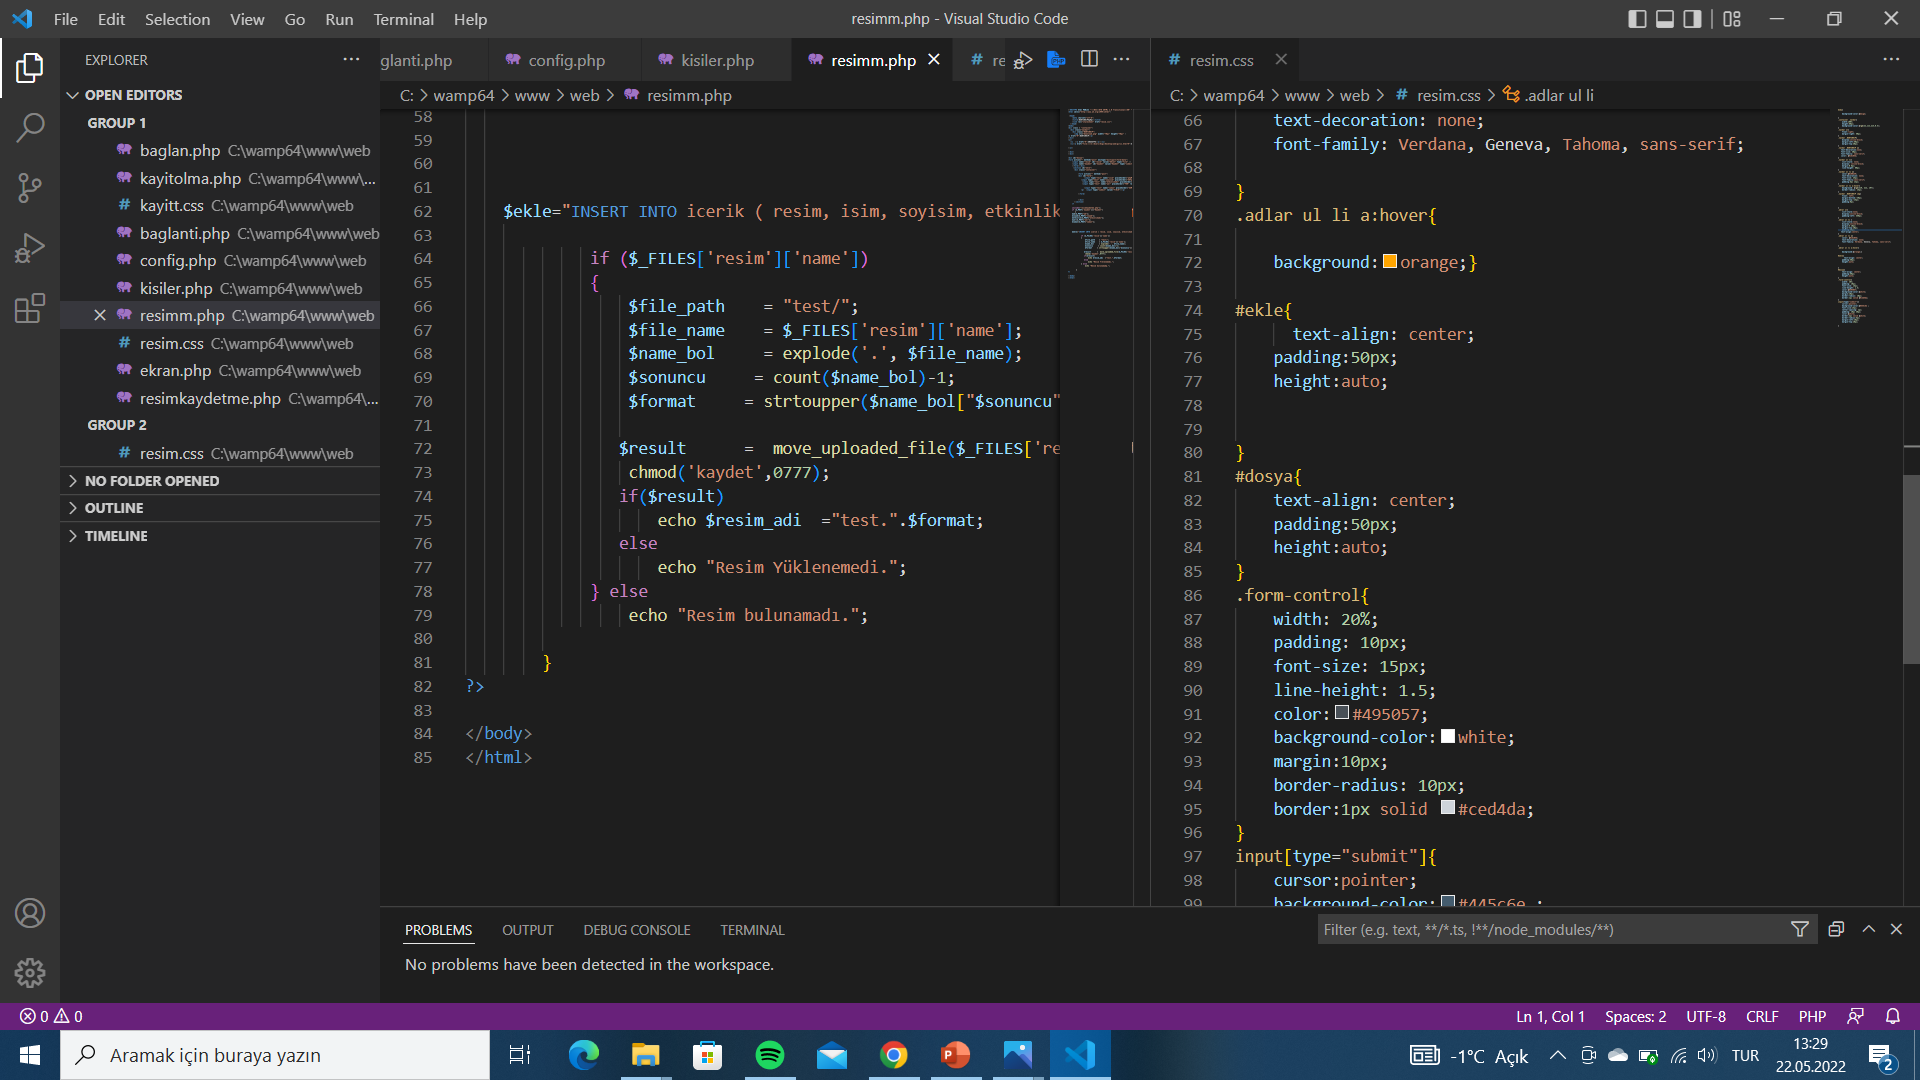 File Edit Selection View Go Run Terminal Help
resimm.php - Visual Studio Code
EXPLORER
OPEN EDITORS
GROUP 1
baglan.php C:\wamp64\www\web
kayitolma.php C:\wamp64\www\...
# kayitt.css C:\wamp64\www\web
baglanti.php C:\wamp64\www\web
config.php C:\wamp64\www\web
kisiler.php C:\wamp64\www\web
resimm.php C:\wamp64\www\web
# resim.css C:\wamp64\www\web
ekran.php C:\wamp64\www\web
resimkaydetme.php C:\wamp64\...
GROUP 2
# resim.css C:\wamp64\www\web
NO FOLDER OPENED
OUTLINE
TIMELINE
glanti.php config.php kisiler.php resimm.php # re
C: > wamp64 > www > web > resimm.php
58
59
60
61
62 $ekle="INSERT INTO icerik ( resim, isim, soyisim, etkinlik
63
64 if ($_FILES['resim']['name'])
65 {
66 $file_path = "test/";
67 $file_name = $_FILES['resim']['name'];
68 $name_bol = explode('.', $file_name);
69 $sonuncu = count($name_bol)-1;
70 $format = strtoupper($name_bol["$sonuncu"
71
72 $result = move_uploaded_file($_FILES['re
73 chmod('kaydet',0777);
74 if($result)
75 echo $resim_adi ="test.".$format;
76 else
77 echo "Resim Yüklenemedi.";
78 } else
79 echo "Resim bulunamadı.";
80
81 }
82 ?>
83
84 </body>
85 </html>
# resim.css
C: > wamp64 > www > web > # resim.css > .adlar ul li
66 text-decoration: none;
67 font-family: Verdana, Geneva, Tahoma, sans-serif;
68
69 }
70 .adlar ul li a:hover{
71
72 background: orange;}
73
74 #ekle{
75 text-align: center;
76 padding:50px;
77 height:auto;
78
79
80 }
81 #dosya{
82 text-align: center;
83 padding:50px;
84 height:auto;
85 }
86 .form-control{
87 width: 20%;
88 padding: 10px;
89 font-size: 15px;
90 line-height: 1.5;
91 color: #495057;
92 background-color: white;
93 margin:10px;
94 border-radius: 10px;
95 border:1px solid #ced4da;
96 }
97 input[type="submit"]{
98 cursor:pointer;
99 background-color: #445c6e ;
PROBLEMS OUTPUT DEBUG CONSOLE TERMINAL
Filter (e.g. text, **/*.ts, !**/node_modules/**)
No problems have been detected in the workspace.
0 0
Ln 1, Col 1 Spaces: 2 UTF-8 CRLF PHP
Aramak için buraya yazın
-1°C Açık
TUR
13:29
22.05.2022
2